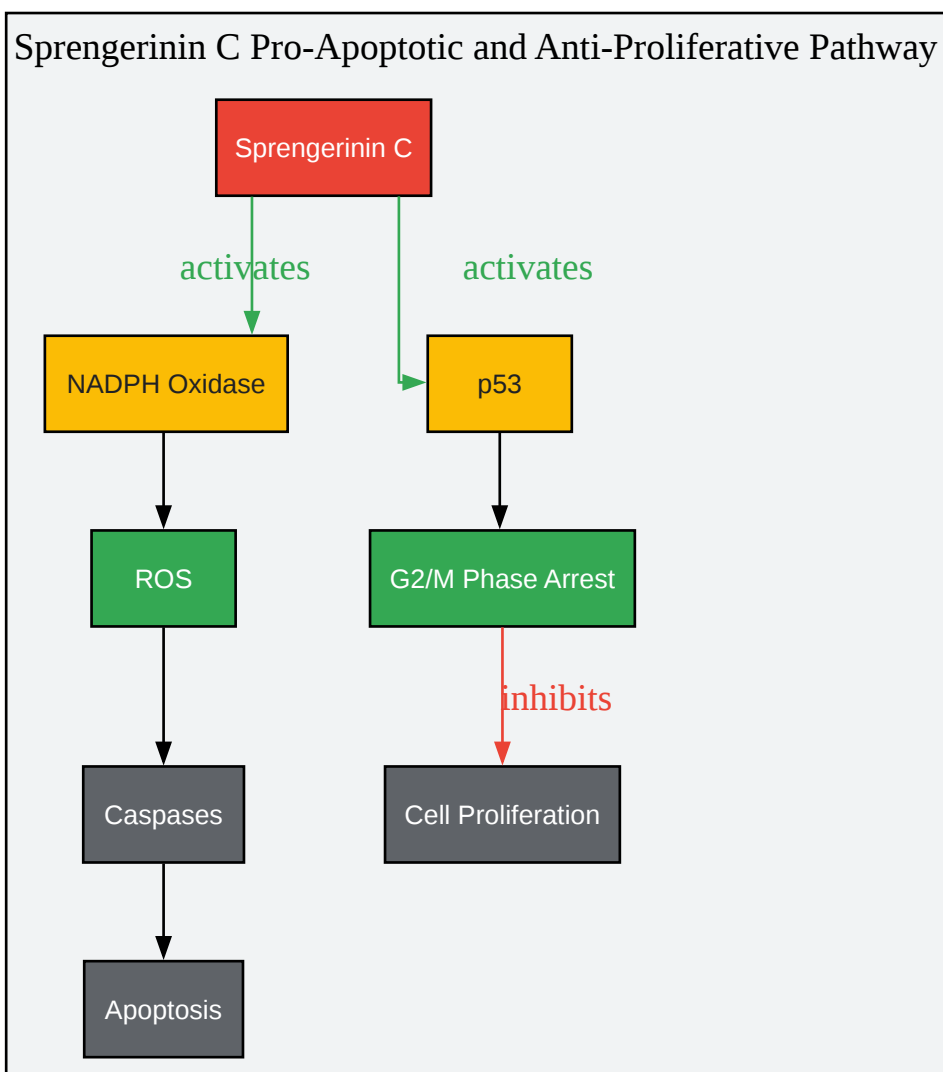 Sprengerinin C Pro-Apoptotic and Anti-Proliferative Pathway
Sprengerinin C
activates
activates
NADPH Oxidase
p53
ROS
G2/M Phase Arrest
inhibits
Caspases
Cell Proliferation
Apoptosis